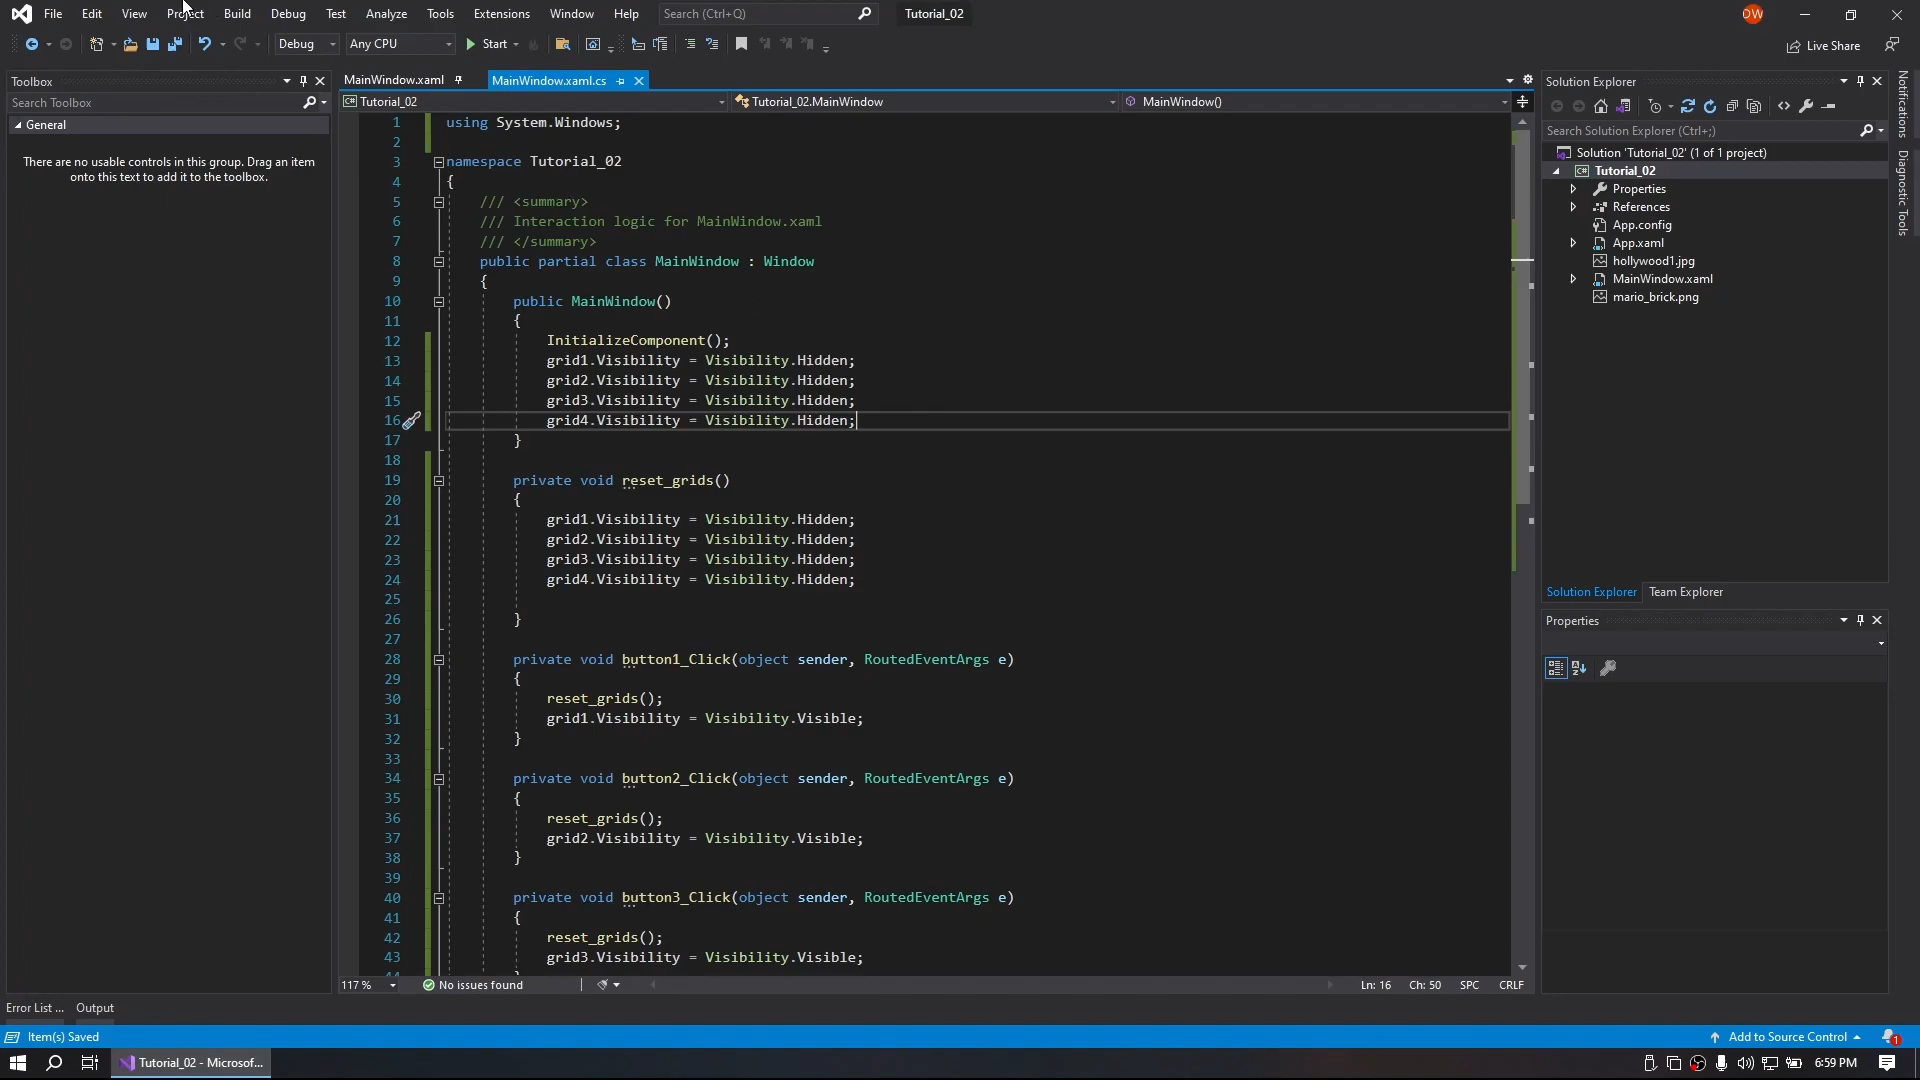 File Edit View Project Build Debug Test Analyze Tools Extensions Window Help Search (Ctrl+Q) Tutorial_02 OW
Debug Any CPU Start Live Share
Toolbox
Search Toolbox
General
There are no usable controls in this group. Drag an item
onto this text to add it to the toolbox.
MainWindow.xaml MainWindow.xaml.cs
Tutorial_02 Tutorial_02.MainWindow MainWindow()
1 using System.Windows;
2
3 namespace Tutorial_02
4 {
5 /// <summary>
6 /// Interaction logic for MainWindow.xaml
7 /// </summary>
8 public partial class MainWindow : Window
9 {
10 public MainWindow()
11 {
12 InitializeComponent();
13 grid1.Visibility = Visibility.Hidden;
14 grid2.Visibility = Visibility.Hidden;
15 grid3.Visibility = Visibility.Hidden;
16 grid4.Visibility = Visibility.Hidden;
17 }
18
19 private void reset_grids()
20 {
21 grid1.Visibility = Visibility.Hidden;
22 grid2.Visibility = Visibility.Hidden;
23 grid3.Visibility = Visibility.Hidden;
24 grid4.Visibility = Visibility.Hidden;
25
26 }
27
28 private void button1_Click(object sender, RoutedEventArgs e)
29 {
30 reset_grids();
31 grid1.Visibility = Visibility.Visible;
32 }
33
34 private void button2_Click(object sender, RoutedEventArgs e)
35 {
36 reset_grids();
37 grid2.Visibility = Visibility.Visible;
38 }
39
40 private void button3_Click(object sender, RoutedEventArgs e)
41 {
42 reset_grids();
43 grid3.Visibility = Visibility.Visible;
44 }
117 % No issues found Ln: 16 Ch: 50 SPC CRLF
Solution Explorer
Search Solution Explorer (Ctrl+;)
Solution 'Tutorial_02' (1 of 1 project)
Tutorial_02
Properties
References
App.config
App.xaml
hollywood1.jpg
MainWindow.xaml
mario_brick.png
Solution Explorer Team Explorer
Properties
Notifications
Diagnostic Tools
Error List ... Output
Item(s) Saved Add to Source Control 1
Tutorial_02 - Microsof... 6:59 PM